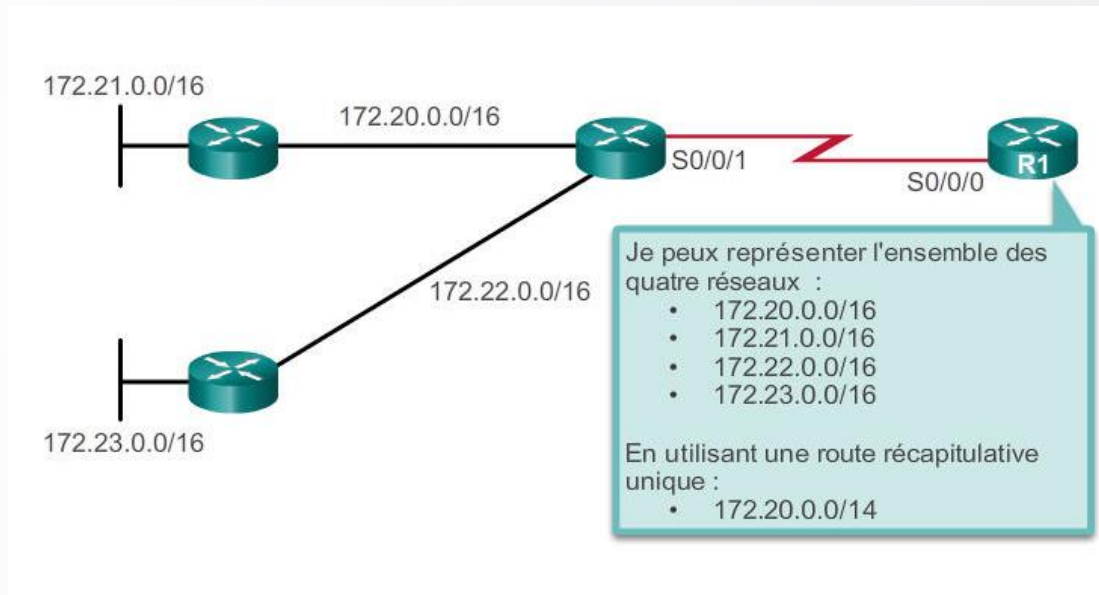 172.21.0.0/16
172.20.0.0/16
S0/0/1
R1
S0/0/0
172.22.0.0/16
172.23.0.0/16
Je peux représenter l'ensemble des
quatre réseaux :
• 172.20.0.0/16
• 172.21.0.0/16
• 172.22.0.0/16
• 172.23.0.0/16
En utilisant une route récapitulative
unique :
• 172.20.0.0/14